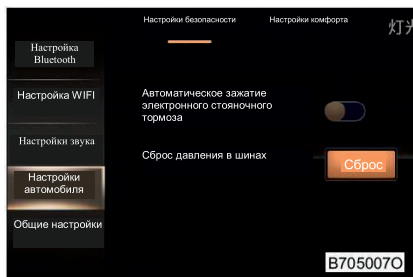 Настройки безопасности
Настройки комфорта
灯光
Настройка
Bluetooth
Настройка WIFI
Настройки звука
Настройки
автомобиля
Общие настройки
Автоматическое зажатие
электронного стояночного
тормоза
Сброс давления в шинах
Сброс
B705007O